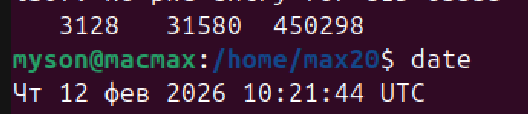 3128   31580  450298
myson@macmax:/home/max20$ date
Чт 12 фев 2026 10:21:44 UTC